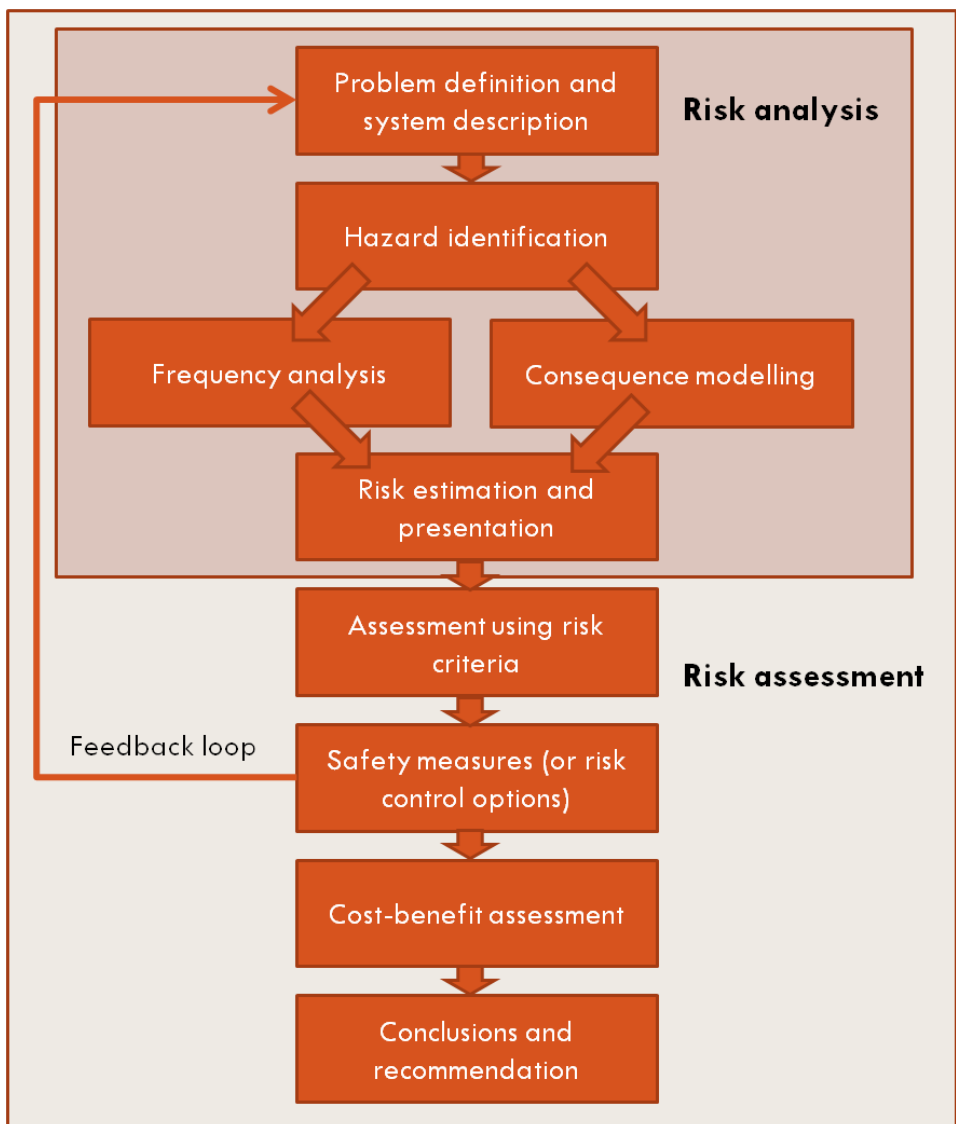 Problem definition and
system description
Risk analysis
Hazard identification
Frequency analysis
Consequence modelling
Risk estimation and
presentation
Assessment using risk
criteria
Risk assessment
Feedback loop
Safety measures (or risk
control options)
Cost-benefit assessment
Conclusions and
recommendation